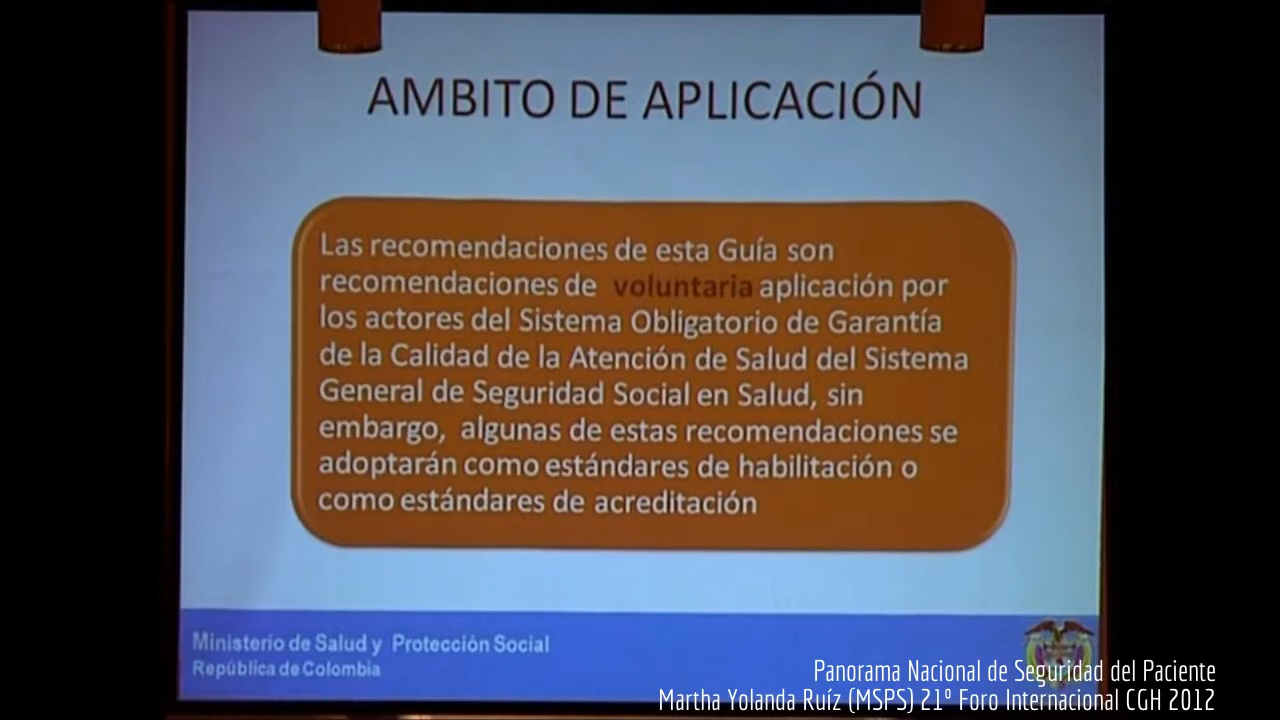 AMBITO DE APLICACIÓN
Las recomendaciones de esta Guía son
recomendaciones de voluntaria aplicación por
los actores del Sistema Obligatorio de Garantía
de la Calidad de la Atención de Salud del Sistema
General de Seguridad Social en Salud, sin
embargo, algunas de estas recomendaciones se
adoptarán como estándares de habilitación o
como estándares de acreditación
Ministerio de Salud y Protección Social
República de Colombia
Panorama Nacional de Seguridad del Paciente
Martha Yolanda Ruíz (MSPS) 21º Foro Internacional CGH 2012